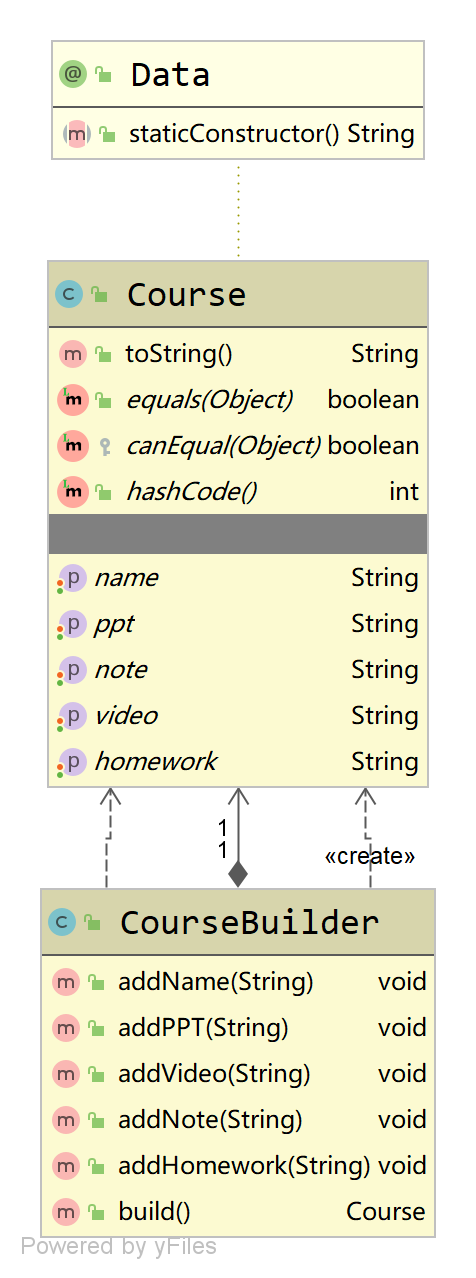 @ Data
m staticConstructor() String
C Course
m toString() String
m equals(Object) boolean
m canEqual(Object) boolean
m hashCode() int
p name String
p ppt String
p note String
p video String
p homework String
1
1
«create»
C CourseBuilder
m addName(String) void
m addPPT(String) void
m addVideo(String) void
m addNote(String) void
m addHomework(String) void
m build() Course
Powered by yFiles